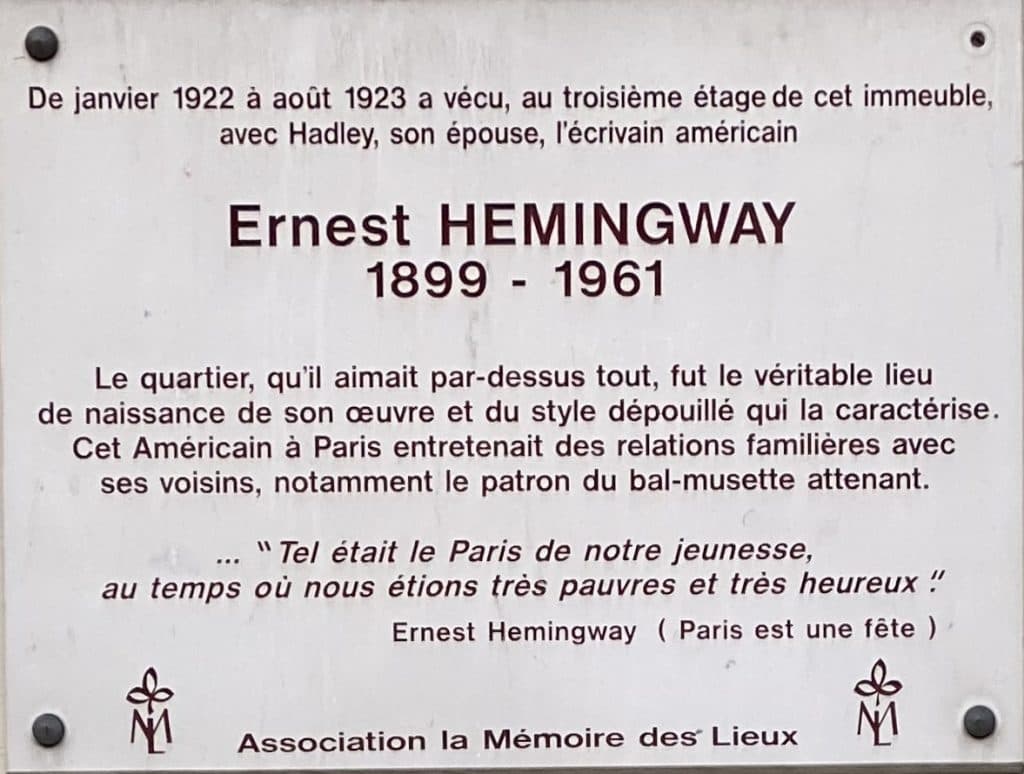 De janvier 1922 à août 1923 a vécu, au troisième étage de cet immeuble,
avec Hadley, son épouse, l'écrivain américain
Ernest HEMINGWAY
1899 - 1961
Le quartier, qu'il aimait par-dessus tout, fut le véritable lieu
de naissance de son œuvre et du style dépouillé qui la caractérise.
Cet Américain à Paris entretenait des relations familières avec
ses voisins, notamment le patron du bal-musette attenant.
... “ Tel était le Paris de notre jeunesse,
au temps où nous étions très pauvres et très heureux .”
Ernest Hemingway ( Paris est une fête )
Association la Mémoire des Lieux